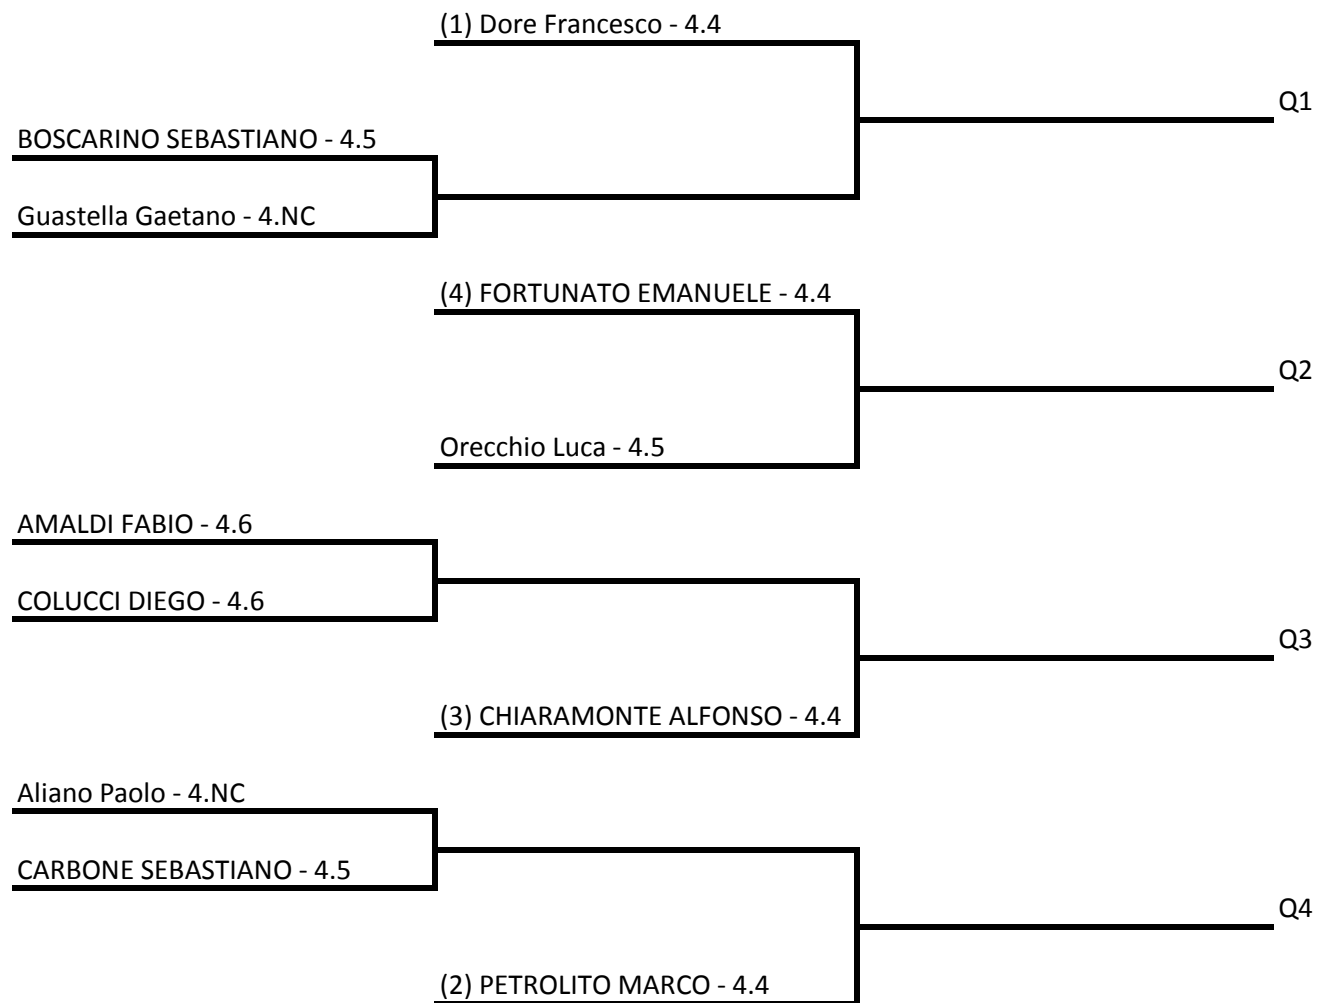 (1) Dore Francesco - 4.4
Q1
BOSCARINO SEBASTIANO - 4.5
Guastella Gaetano - 4.NC
(4) FORTUNATO EMANUELE - 4.4
Q2
Orecchio Luca - 4.5
AMALDI FABIO - 4.6
COLUCCI DIEGO - 4.6
Q3
(3) CHIARAMONTE ALFONSO - 4.4
Aliano Paolo - 4.NC
CARBONE SEBASTIANO - 4.5
Q4
(2) PETROLITO MARCO - 4.4